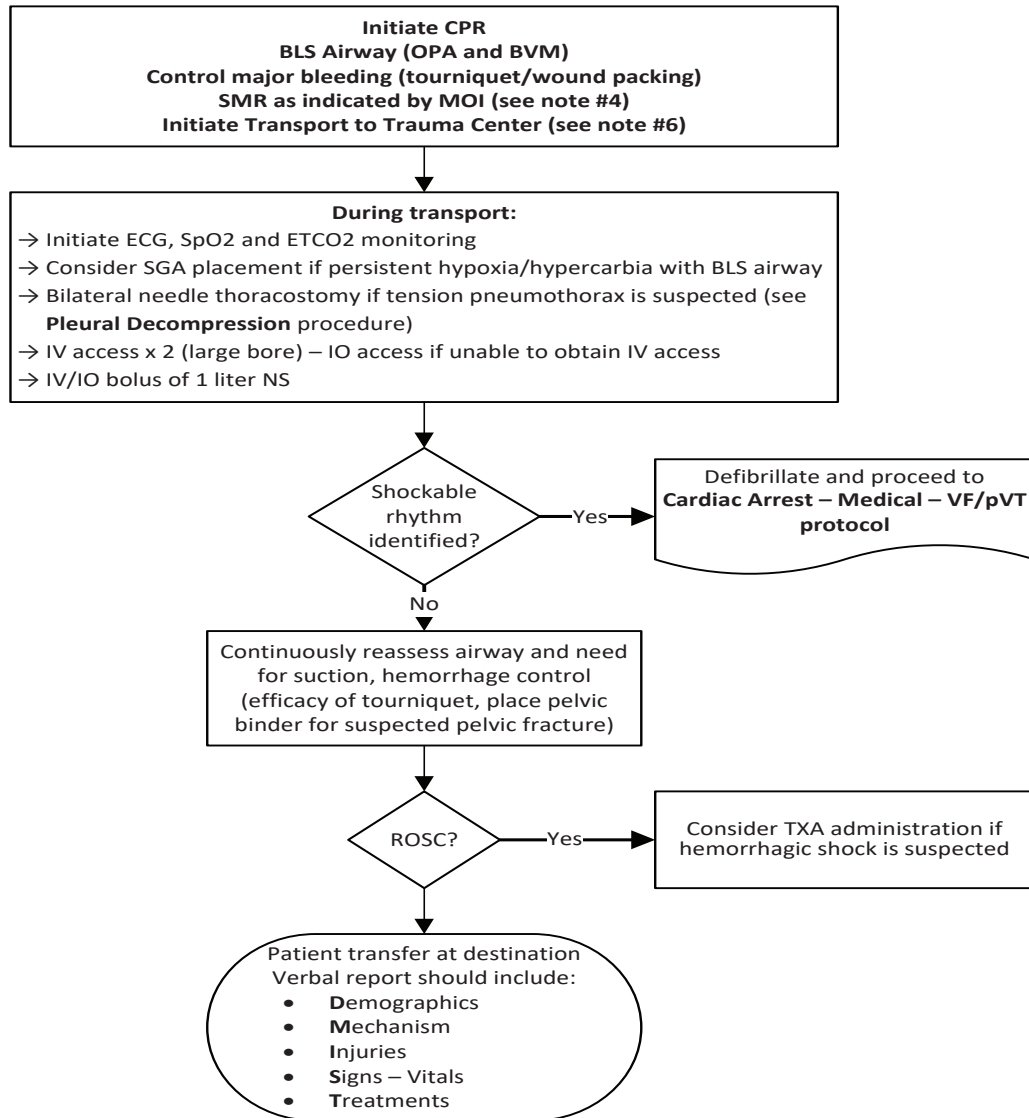 Initiate CPR
BLS Airway (OPA and BVM)
Control major bleeding (tourniquet/wound packing)
SMR as indicated by MOI (see note #4)
Initiate Transport to Trauma Center (see note #6)
During transport:
→ Initiate ECG, SpO2 and ETCO2 monitoring
→ Consider SGA placement if persistent hypoxia/hypercarbia with BLS airway
→ Bilateral needle thoracostomy if tension pneumothorax is suspected (see
Pleural Decompression procedure)
→ IV access x 2 (large bore) – IO access if unable to obtain IV access
→ IV/IO bolus of 1 liter NS
Shockable
rhythm
identified?
Yes
Defibrillate and proceed to
Cardiac Arrest – Medical – VF/pVT
protocol
No
Continuously reassess airway and need
for suction, hemorrhage control
(efficacy of tourniquet, place pelvic
binder for suspected pelvic fracture)
ROSC?
Yes
Consider TXA administration if
hemorrhagic shock is suspected
Patient transfer at destination
Verbal report should include:
• Demographics
• Mechanism
• Injuries
• Signs – Vitals
• Treatments